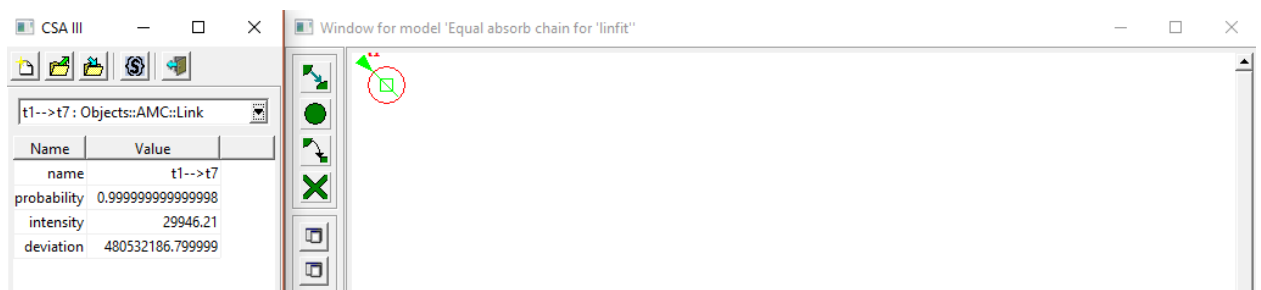 CSA III
t1-->t7 : Objects::AMC::Link
Name Value
name t1-->t7
probability 0.999999999999998
intensity 29946.21
deviation 480532186.799999
Window for model 'Equal absorb chain for 'linfit''
t1